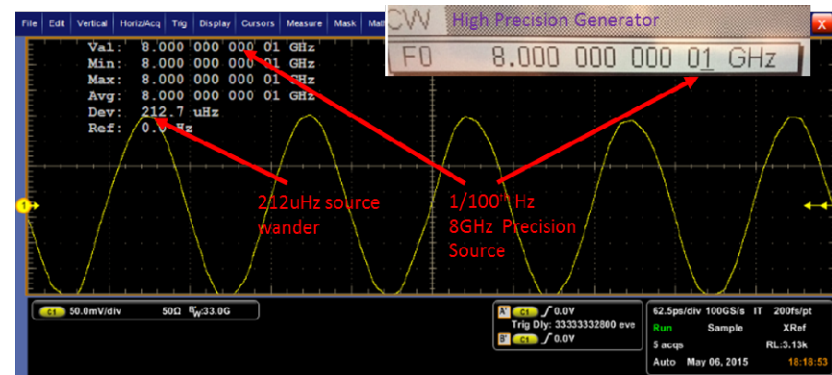 File Edit Vertical Horiz/Acq Trig Display Cursors Measure Mask
CW High Precision Generator
X
F0 8.000 000 000 01 GHz
Val: 8.000 000 000 01 GHz
Min: 8.000 000 000 01 GHz
Max: 8.000 000 000 01 GHz
Avg: 8.000 000 000 01 GHz
Dev: 212.7 uHz
Ref: 0.0 Hz
212uHz source
wander
1/100th Hz
8GHz Precision
Source
1
C1 50.0mV/div 50Ω BW:33.0G
A' C1 / 0.0V
Trig Dly: 33333332800 eve
B' C1 / 0.0V
62.5ps/div 100GS/s IT 200fs/pt
Run Sample XRef
5 acqs RL:3.13k
Auto May 06, 2015 18:18:53